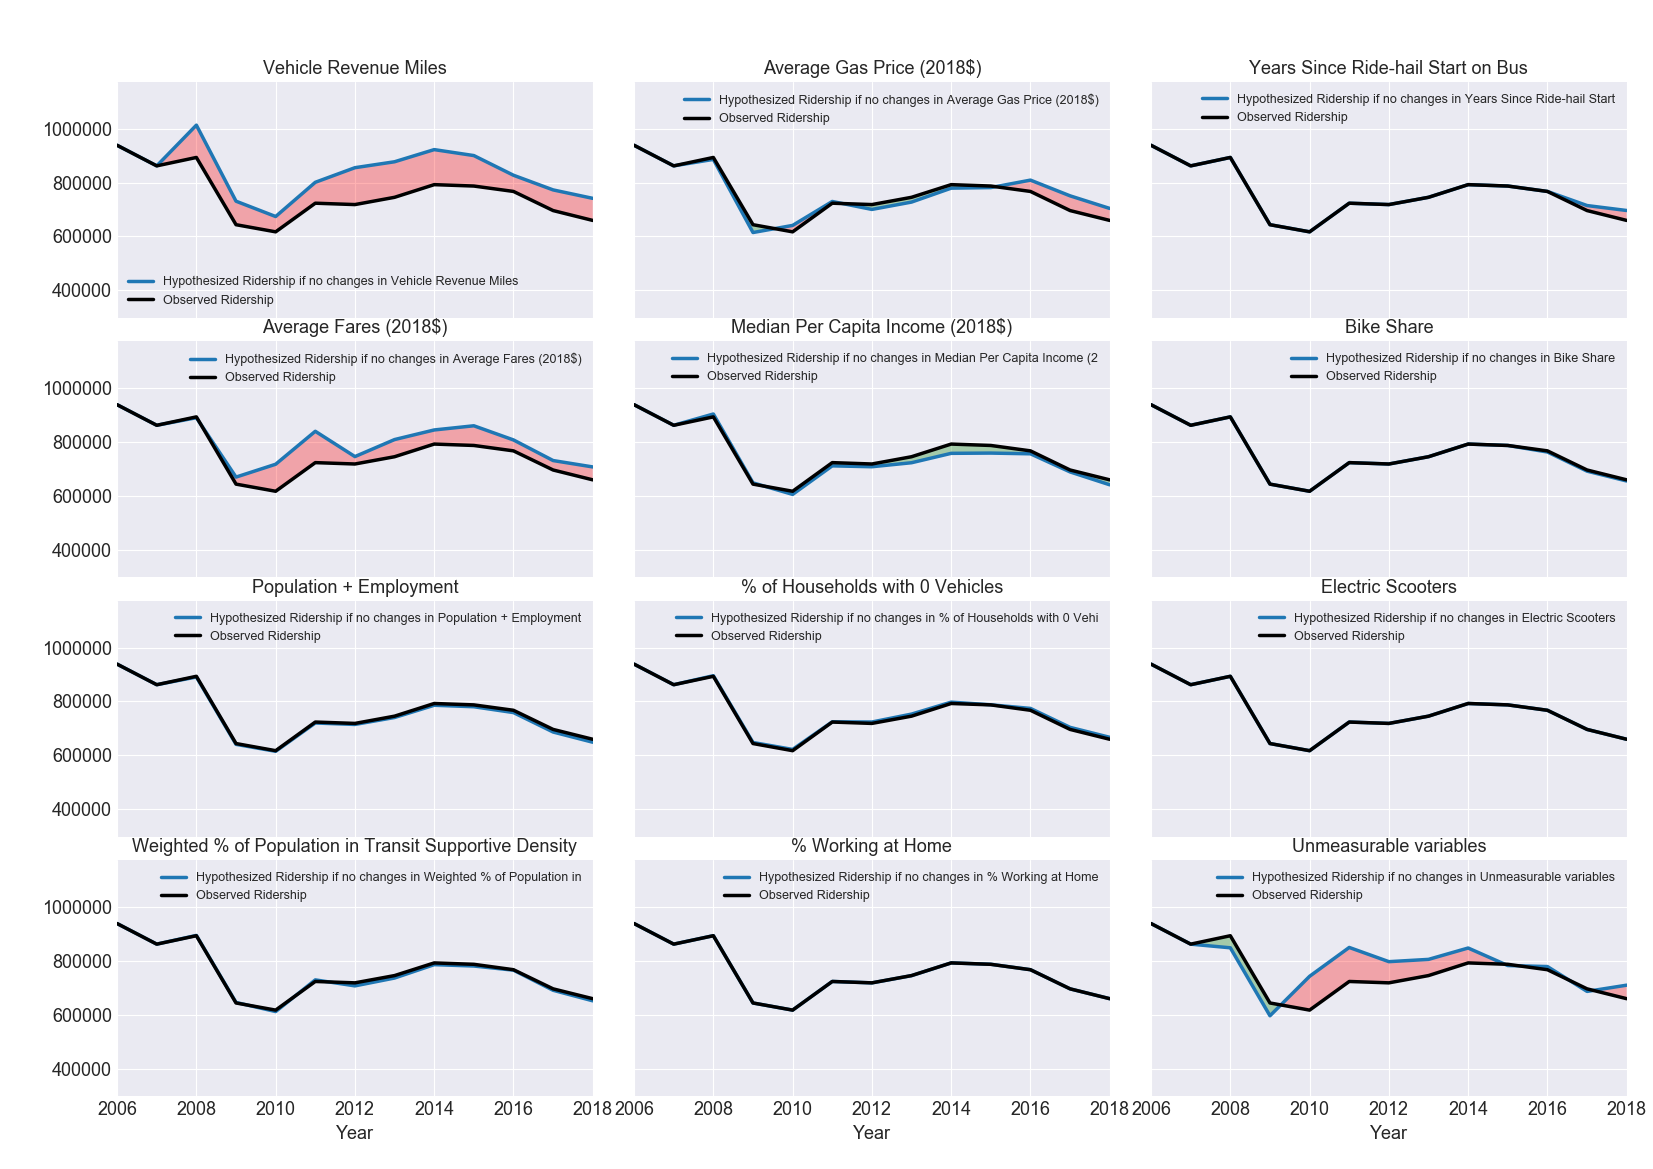 Vehicle Revenue Miles
1000000
800000
600000
400000
Hypothesized Ridership if no changes in Vehicle Revenue Miles
Observed Ridership
Average Gas Price (2018$)
Hypothesized Ridership if no changes in Average Gas Price (2018$)
Observed Ridership
Years Since Ride-hail Start on Bus
Hypothesized Ridership if no changes in Years Since Ride-hail Start
Observed Ridership
Average Fares (2018$)
Hypothesized Ridership if no changes in Average Fares (2018$)
Observed Ridership
1000000
800000
600000
400000
Median Per Capita Income (2018$)
Hypothesized Ridership if no changes in Median Per Capita Income (2
Observed Ridership
Bike Share
Hypothesized Ridership if no changes in Bike Share
Observed Ridership
Population + Employment
Hypothesized Ridership if no changes in Population + Employment
Observed Ridership
1000000
800000
600000
400000
% of Households with 0 Vehicles
Hypothesized Ridership if no changes in % of Households with 0 Vehi
Observed Ridership
Electric Scooters
Hypothesized Ridership if no changes in Electric Scooters
Observed Ridership
Weighted % of Population in Transit Supportive Density
Hypothesized Ridership if no changes in Weighted % of Population in
Observed Ridership
1000000
800000
600000
400000
2006 2008 2010 2012 2014 2016 2018
Year
% Working at Home
Hypothesized Ridership if no changes in % Working at Home
Observed Ridership
2006 2008 2010 2012 2014 2016 2018
Year
Unmeasurable variables
Hypothesized Ridership if no changes in Unmeasurable variables
Observed Ridership
2006 2008 2010 2012 2014 2016 2018
Year